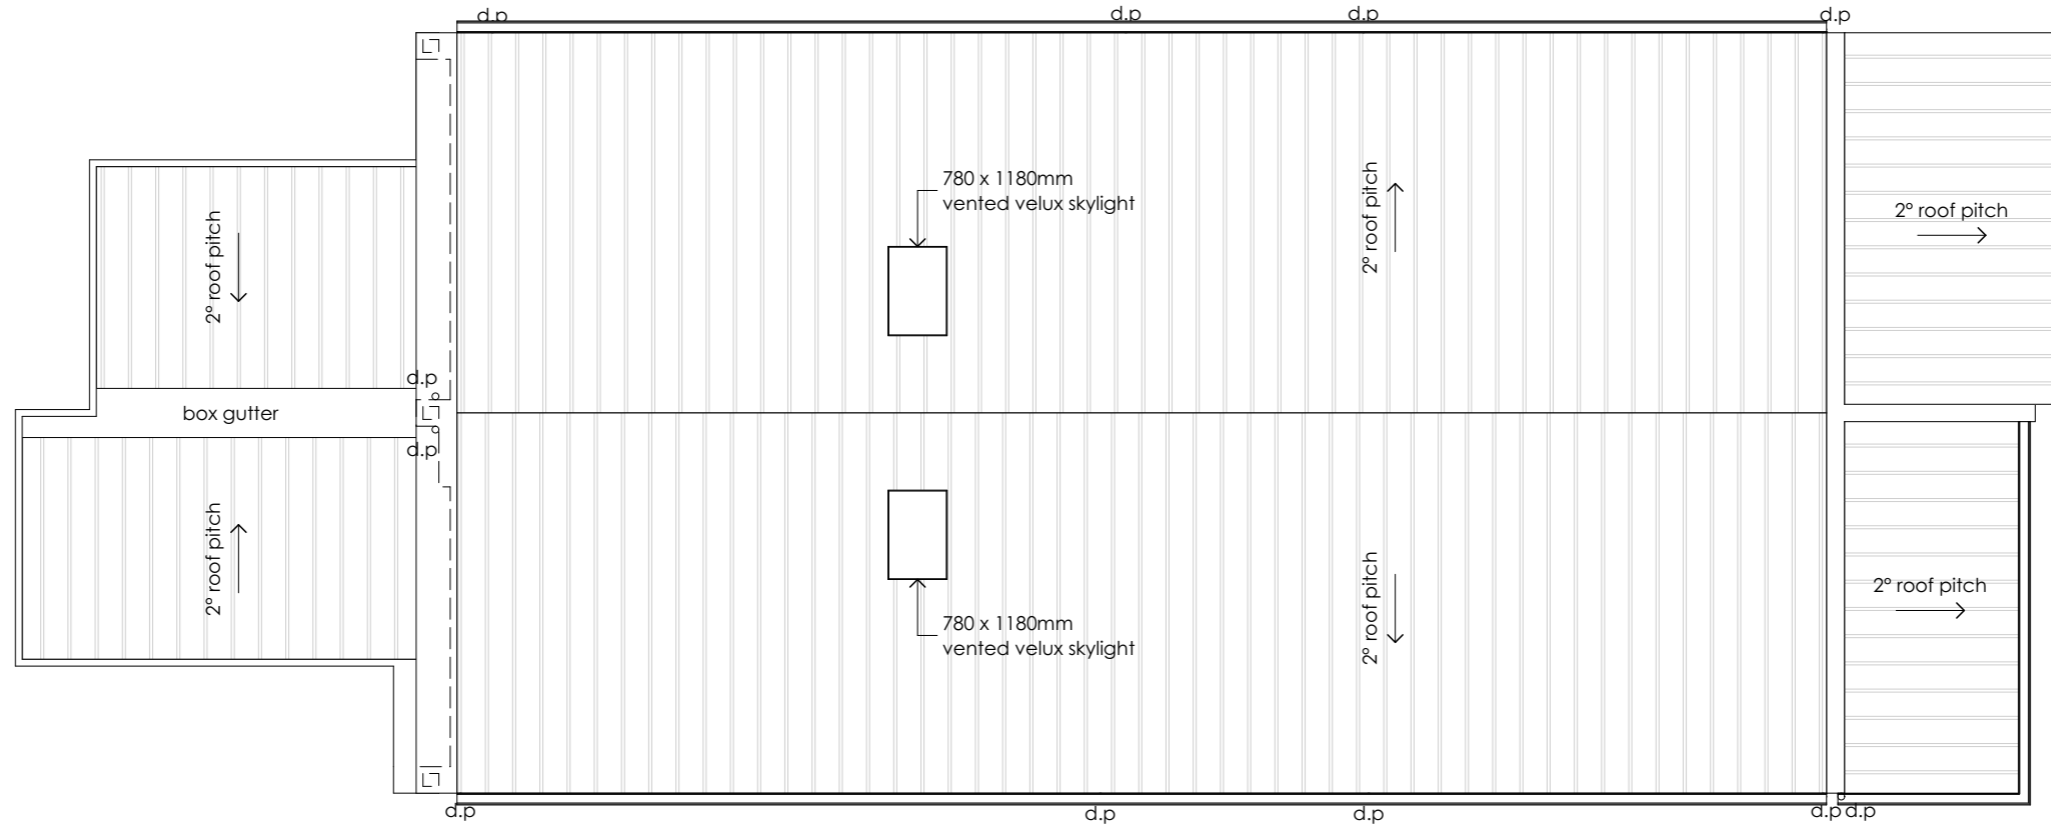 d.p
d.p
d.p
d.p
780 x 1180mm
vented velux skylight
2° roof pitch
2° roof pitch
2° roof pitch
d.p
box gutter
d.p
2° roof pitch
2° roof pitch
2° roof pitch
780 x 1180mm
vented velux skylight
d.p
d.p
d.p
d.p
d.p